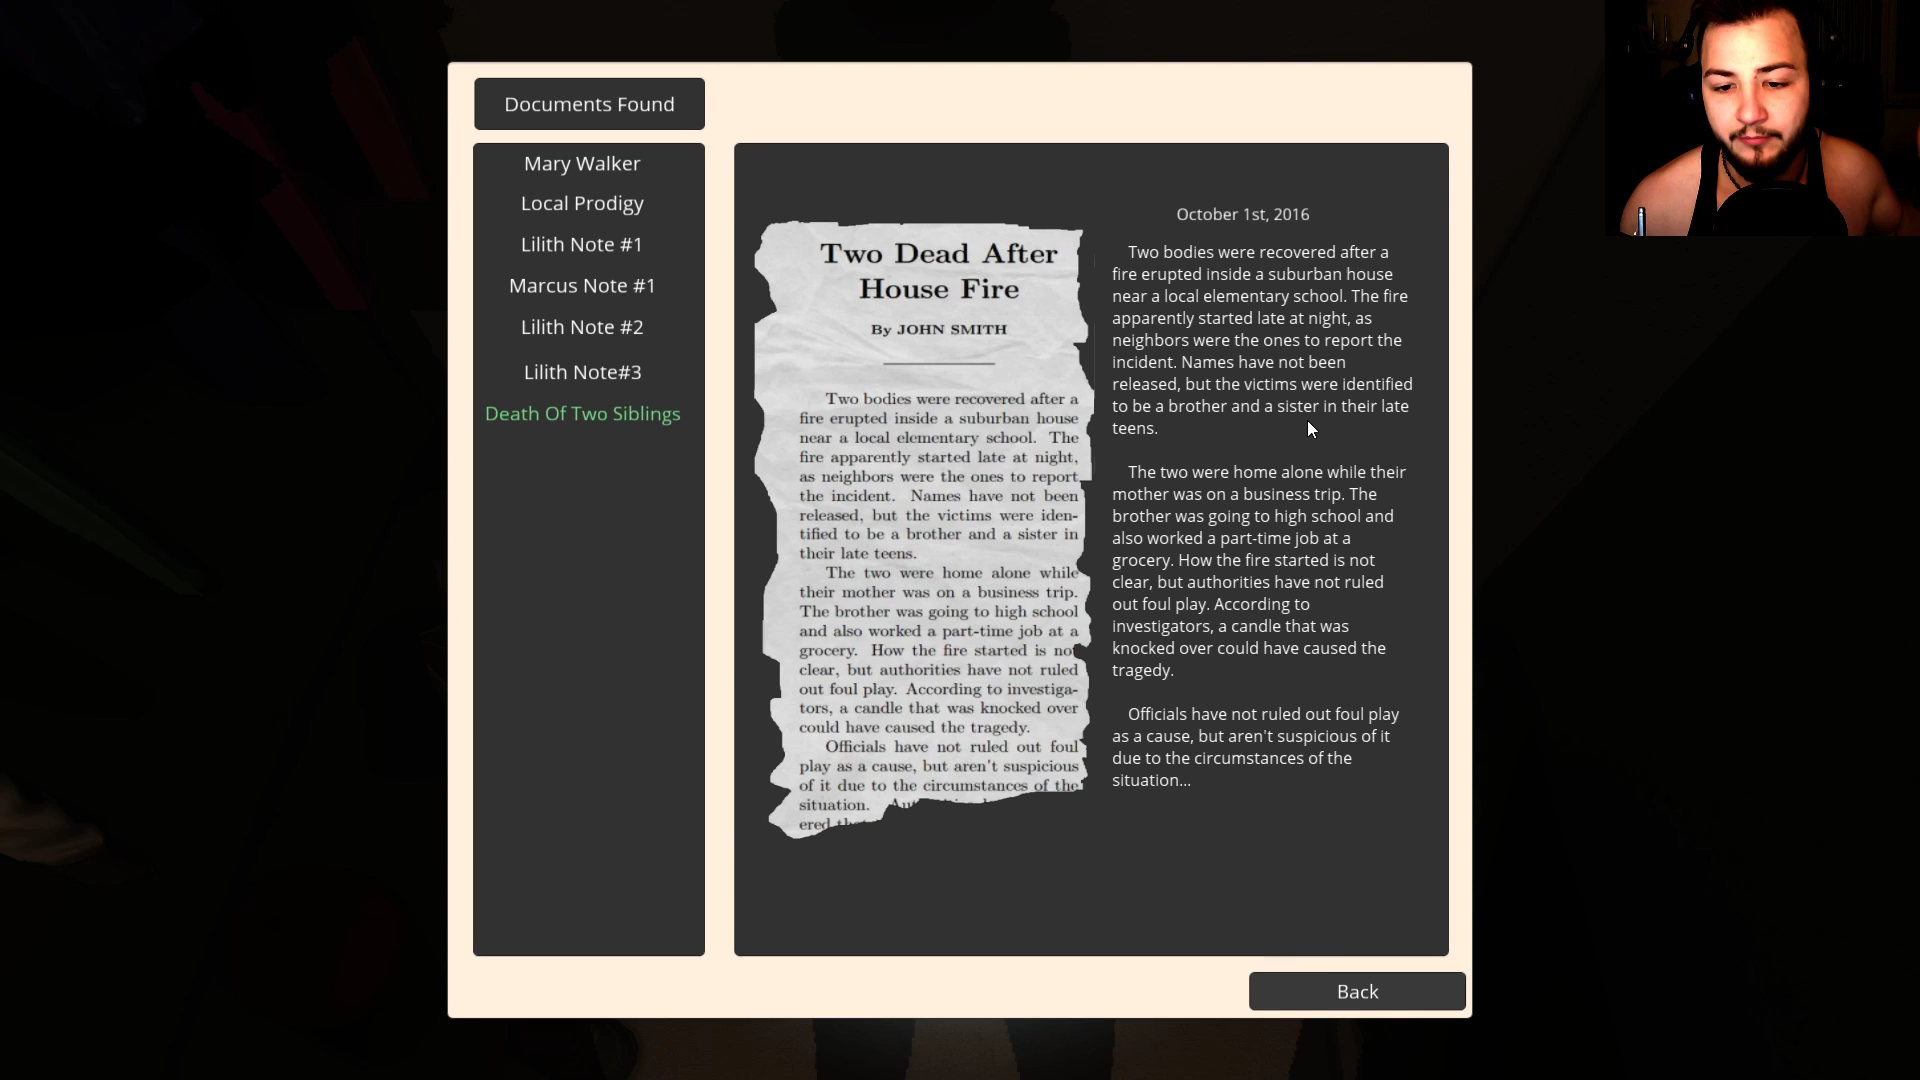 Documents Found
Mary Walker
Local Prodigy
Lilith Note #1
Marcus Note #1
Lilith Note #2
Lilith Note#3
Death Of Two Siblings
Two Dead After
House Fire
By JOHN SMITH
Two bodies were recovered after a
fire erupted inside a suburban house
near a local elementary school. The
fire apparently started late at night,
as neighbors were the ones to report
the incident. Names have not been
released, but the victims were iden-
tified to be a brother and a sister in
their late teens.
The two were home alone while
their mother was on a business trip.
The brother was going to high school
and also worked a part-time job at a
grocery. How the fire started is not
clear, but authorities have not ruled
out foul play. According to investiga-
tors, a candle that was knocked over
could have caused the tragedy.
Officials have not ruled out foul
play as a cause, but aren't suspicious
of it due to the circumstances of the
situation.
ered
October 1st, 2016
Two bodies were recovered after a
fire erupted inside a suburban house
near a local elementary school. The fire
apparently started late at night, as
neighbors were the ones to report the
incident. Names have not been
released, but the victims were identified
to be a brother and a sister in their late
teens.
The two were home alone while their
mother was on a business trip. The
brother was going to high school and
also worked a part-time job at a
grocery. How the fire started is not
clear, but authorities have not ruled
out foul play. According to
investigators, a candle that was
knocked over could have caused the
tragedy.
Officials have not ruled out foul play
as a cause, but aren't suspicious of it
due to the circumstances of the
situation...
Back